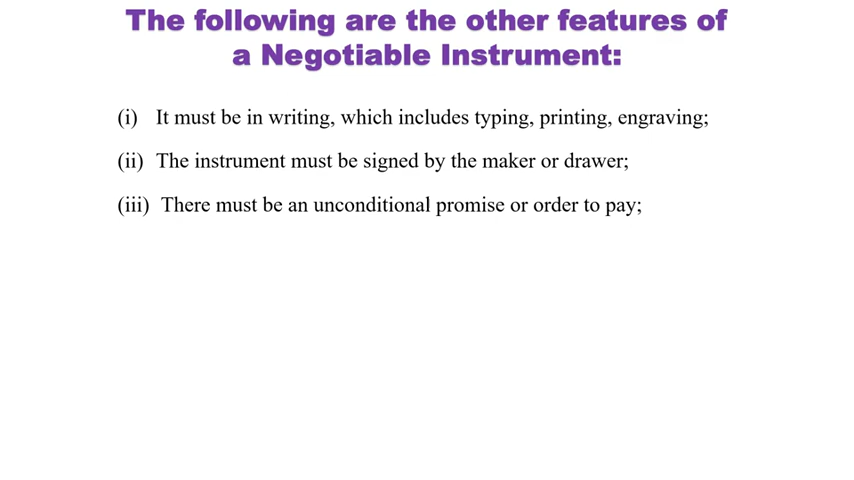 The following are the other features of
a Negotiable Instrument:
(i) It must be in writing, which includes typing, printing, engraving;
(ii) The instrument must be signed by the maker or drawer;
(iii) There must be an unconditional promise or order to pay;